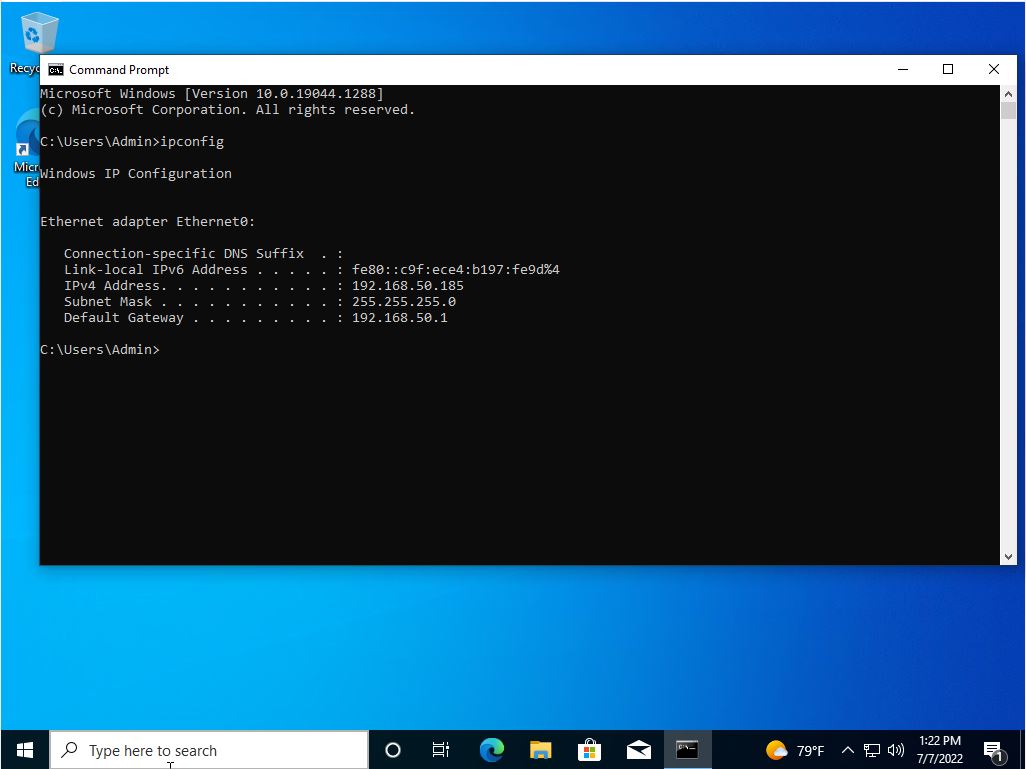 Recyc
Command Prompt
Microsoft Windows [Version 10.0.19044.1288]
(c) Microsoft Corporation. All rights reserved.
C:\Users\Admin>ipconfig
Micr
Ed
Windows IP Configuration
Ethernet adapter Ethernet0:
Connection-specific DNS Suffix  . :
Link-local IPv6 Address . . . . . : fe80::c9f:ece4:b197:fe9d%4
IPv4 Address. . . . . . . . . . . : 192.168.50.185
Subnet Mask . . . . . . . . . . . : 255.255.255.0
Default Gateway . . . . . . . . . : 192.168.50.1
C:\Users\Admin>
Type here to search
79°F
1:22 PM
7/7/2022
1